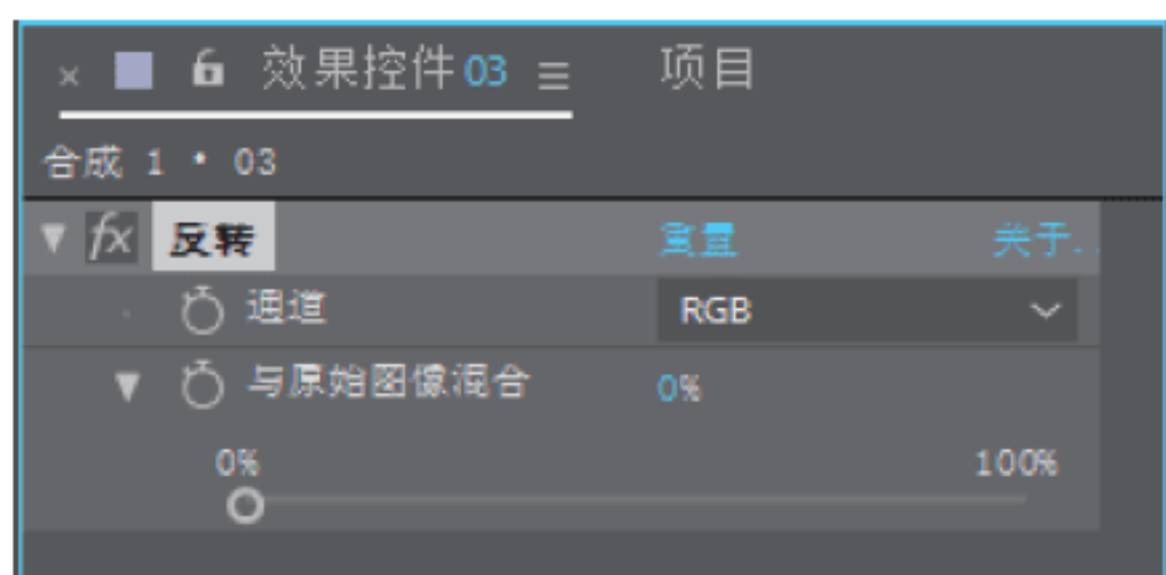 × 效果控件 03 ≡ 项目
合成 1 • 03
fx 反转 重置 关于...
通道 RGB
与原始图像混合 0%
0% 100%